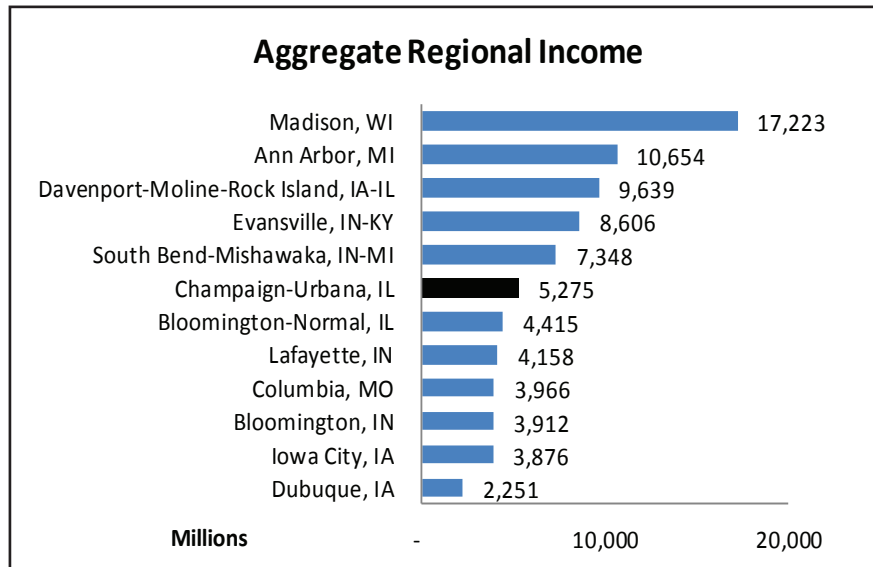 Aggregate Regional Income
Madison, WI 17,223
Ann Arbor, MI 10,654
Davenport-Moline-Rock Island, IA-IL 9,639
Evansville, IN-KY 8,606
South Bend-Mishawaka, IN-MI 7,348
Champaign-Urbana, IL 5,275
Bloomington-Normal, IL 4,415
Lafayette, IN 4,158
Columbia, MO 3,966
Bloomington, IN 3,912
Iowa City, IA 3,876
Dubuque, IA 2,251
Millions - 10,000 20,000